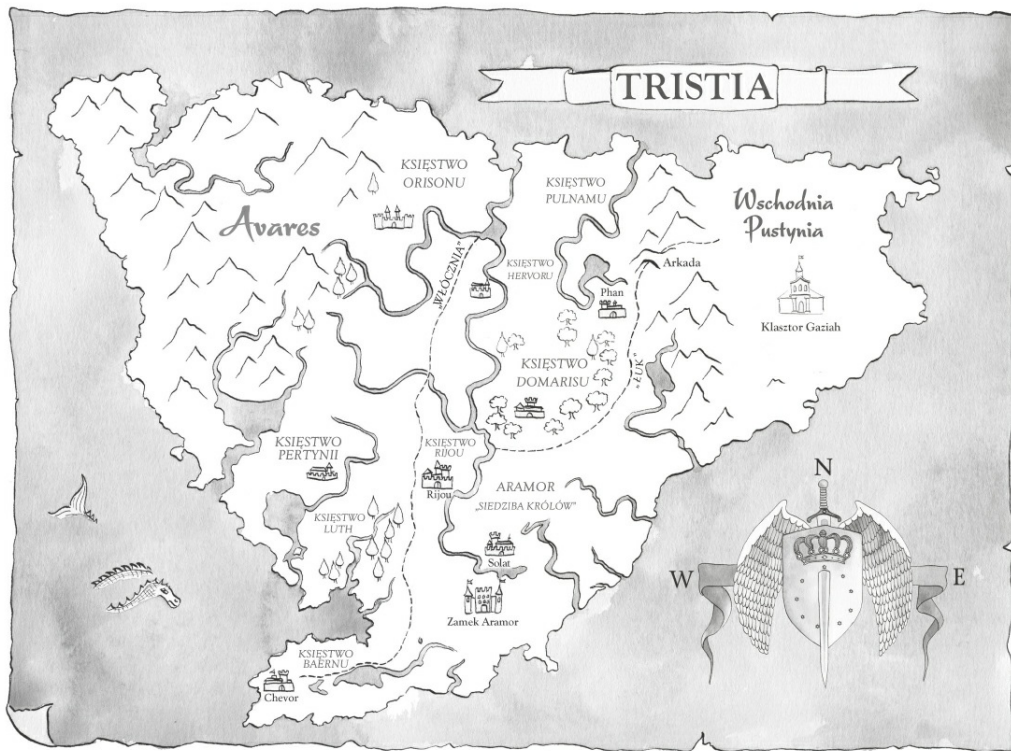 TRISTIA
KSIĘSTWO
ORISONU
KSIĘSTWO
PULNAMU
Wschodnia
Pustynia
Avares
„WŁÓCZNIA”
KSIĘSTWO
HERVORU
Arkada
Phan
Klasztor Gaziah
KSIĘSTWO
DOMARISU
„ŁUK”
KSIĘSTWO
PERTYNII
KSIĘSTWO
RIJOU
Rijou
ARAMOR
„SIEDZIBA KRÓLÓW”
KSIĘSTWO
LUTH
Solat
Zamek Aramor
KSIĘSTWO
BAËRNU
Chevor
N
W
E